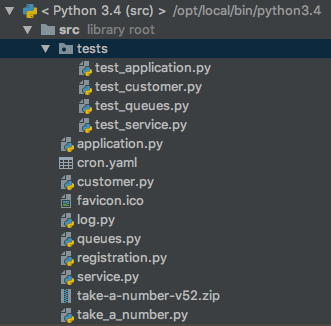 < Python 3.4 (src) > /opt/local/bin/python3.4
src library root
tests
test_application.py
test_customer.py
test_queues.py
test_service.py
application.py
cron.yaml
customer.py
favicon.ico
log.py
queues.py
registration.py
service.py
take-a-number-v52.zip
take_a_number.py